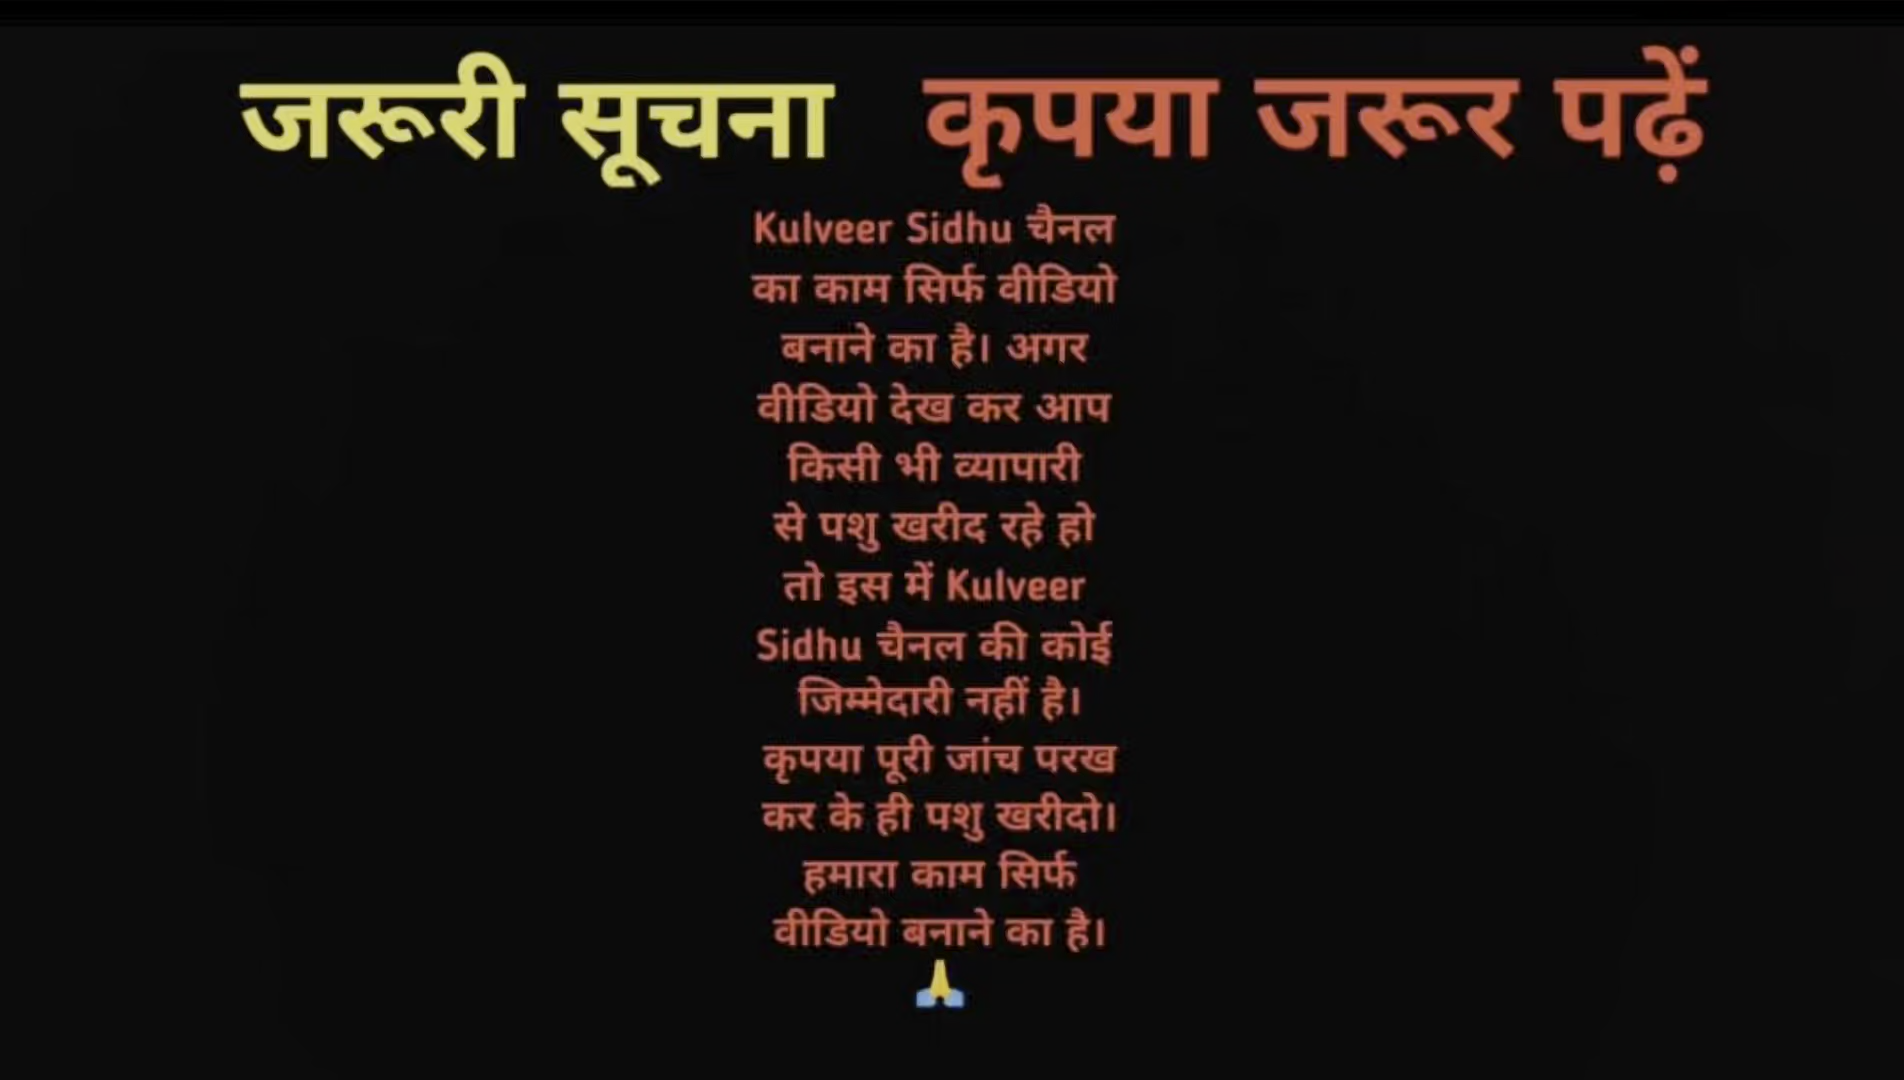 जरूरी सूचना कृपया जरूर पढ़ें
Kulveer Sidhu चैनल
का काम सिर्फ वीडियो
बनाने का है। अगर
वीडियो देख कर आप
किसी भी व्यापारी
से पशु खरीद रहे हो
तो इस में Kulveer
Sidhu चैनल की कोई
जिम्मेदारी नहीं है।
कृपया पूरी जांच परख
कर के ही पशु खरीदो।
हमारा काम सिर्फ
वीडियो बनाने का है।
🙏